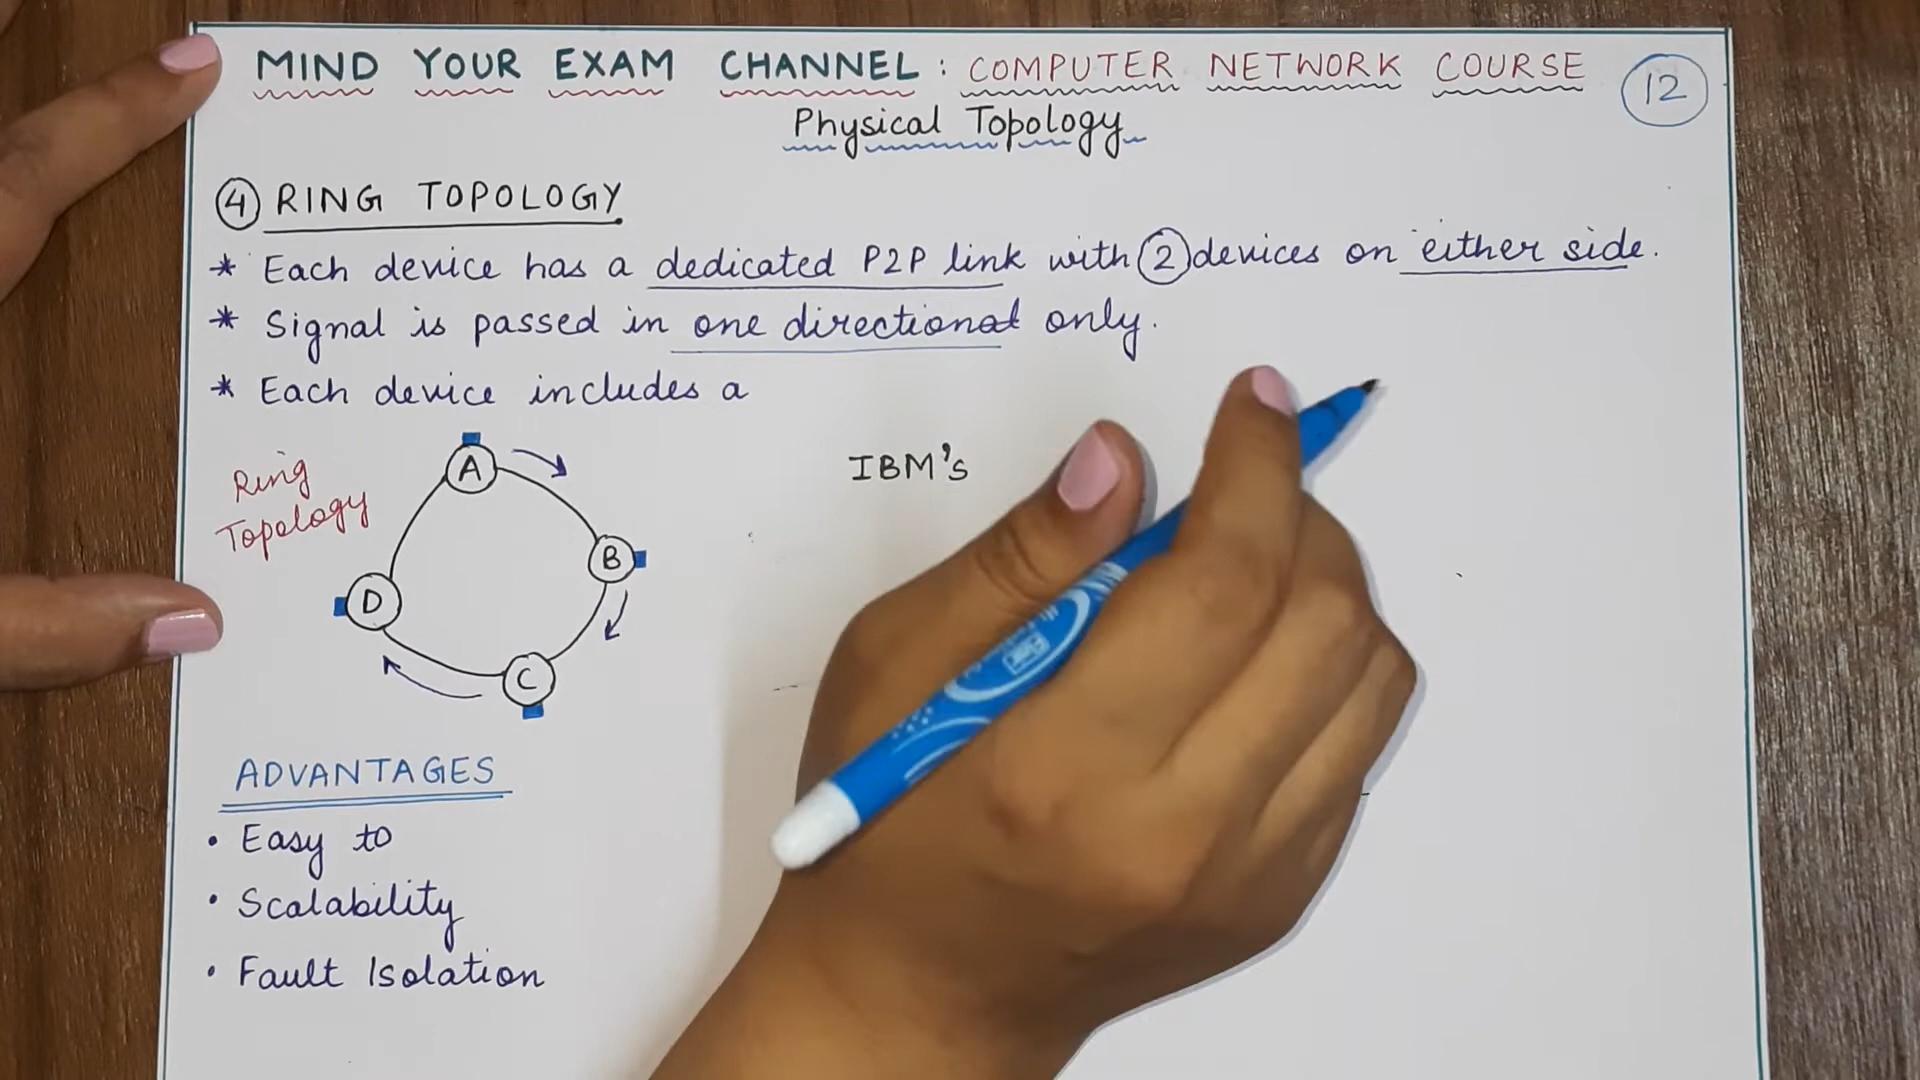 MIND YOUR EXAM CHANNEL : COMPUTER NETWORK COURSE
12
Physical Topology
4 RING TOPOLOGY
* Each device has a dedicated P2P link with 2 devices on either side.
* Signal is passed in one directional only.
* Each device includes a
Ring
Topology
A
B
C
D
IBM's
ADVANTAGES
• Easy to
• Scalability
• Fault Isolation